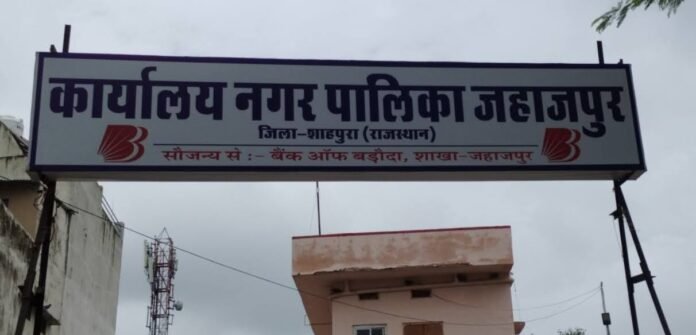 कार्यालय नगर पालिका जहाजपुर
जिला-शाहपुरा (राजस्थान)
सौजन्य से :- बैंक ऑफ बड़ौदा, शाखा-जहाजपुर